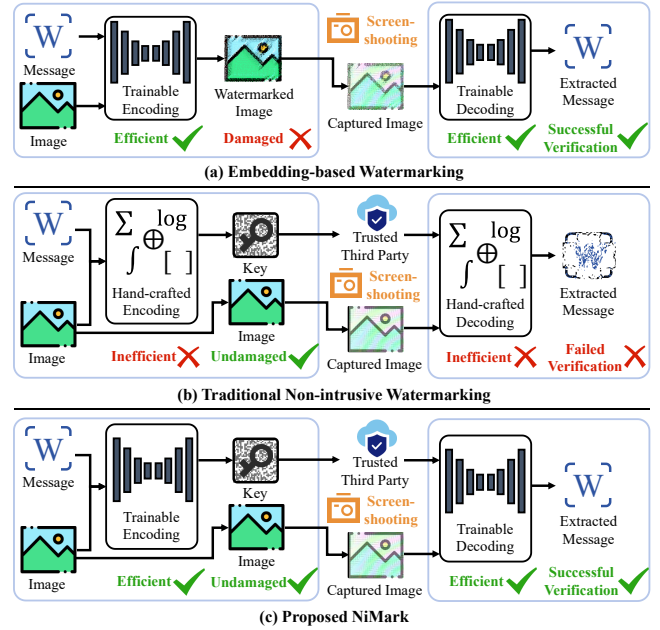 W
Message
Image
Trainable
Encoding
Efficient
Watermarked
Image
Damaged
Screen-
shooting
Captured Image
Trainable
Decoding
Efficient
W
Extracted
Message
Successful
Verification
(a) Embedding-based Watermarking
W
Message
Image
Σ log
∫ ⊕ [ ]
Hand-crafted
Encoding
Inefficient
Key
Image
Undamaged
Trusted
Third Party
Screen-
shooting
Captured Image
Σ log
∫ ⊕ [ ]
Hand-crafted
Decoding
Inefficient
W
Extracted
Message
Failed
Verification
(b) Traditional Non-intrusive Watermarking
W
Message
Image
Trainable
Encoding
Efficient
Key
Image
Undamaged
Trusted
Third Party
Screen-
shooting
Captured Image
Trainable
Decoding
Efficient
W
Extracted
Message
Successful
Verification
(c) Proposed NiMark